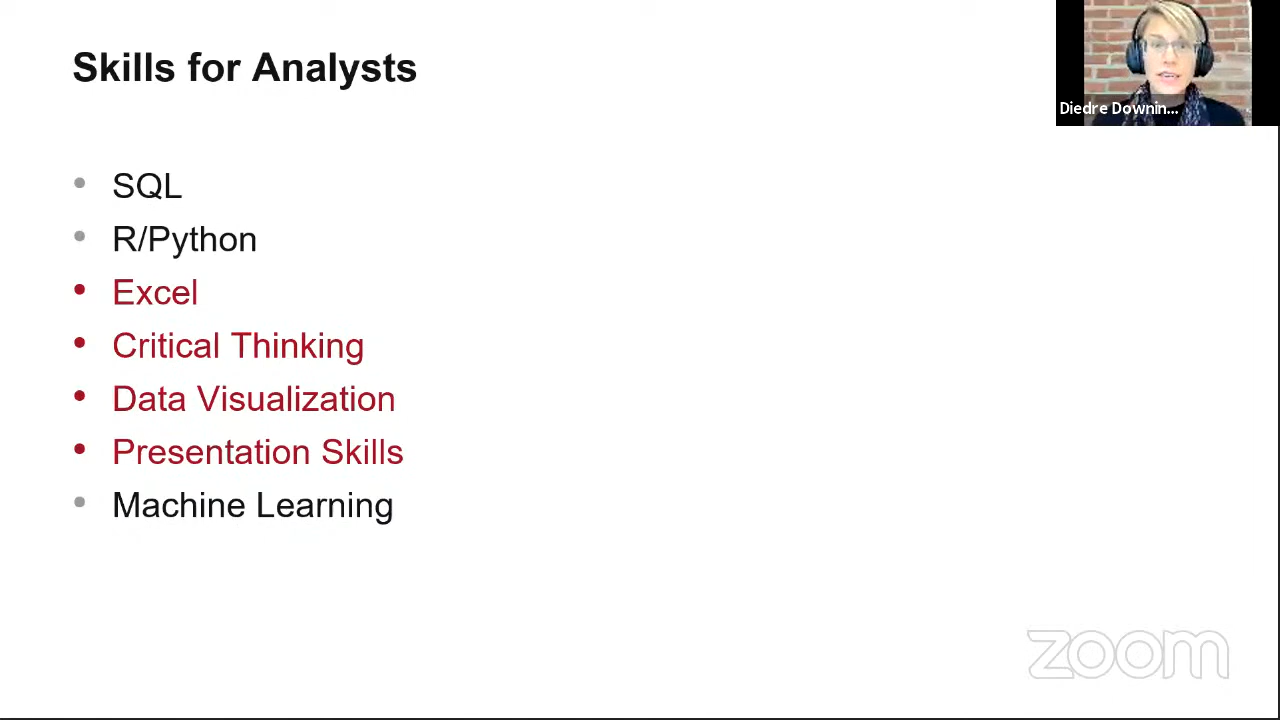 Skills for Analysts
Diedre Downin...
SQL
R/Python
Excel
Critical Thinking
Data Visualization
Presentation Skills
Machine Learning
zoom